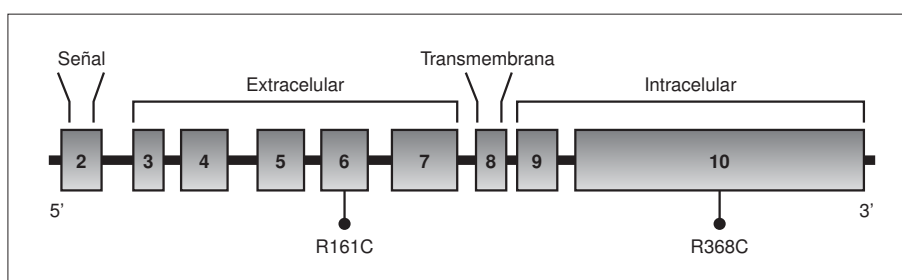 Señal
Transmembrana
Extracelular
Intracelular
2 3 4 5 6 7 8 9 10
5’ 3’
R161C R368C